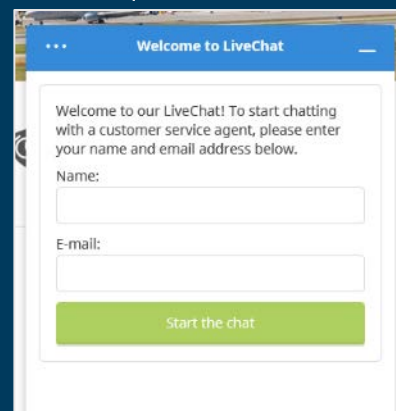 Welcome to LiveChat
Welcome to our LiveChat! To start chatting
with a customer service agent, please enter
your name and email address below.
Name:
E-mail:
Start the chat